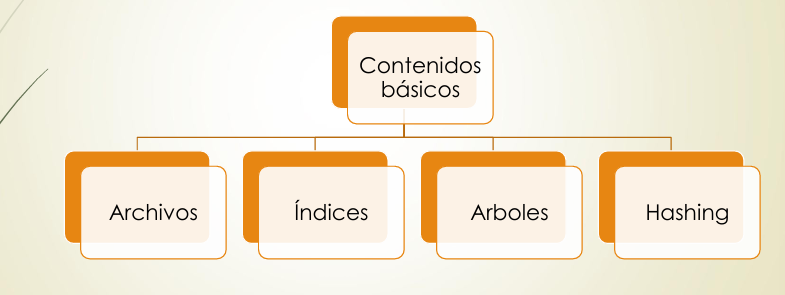 Contenidos
básicos
Archivos
Índices
Arboles
Hashing